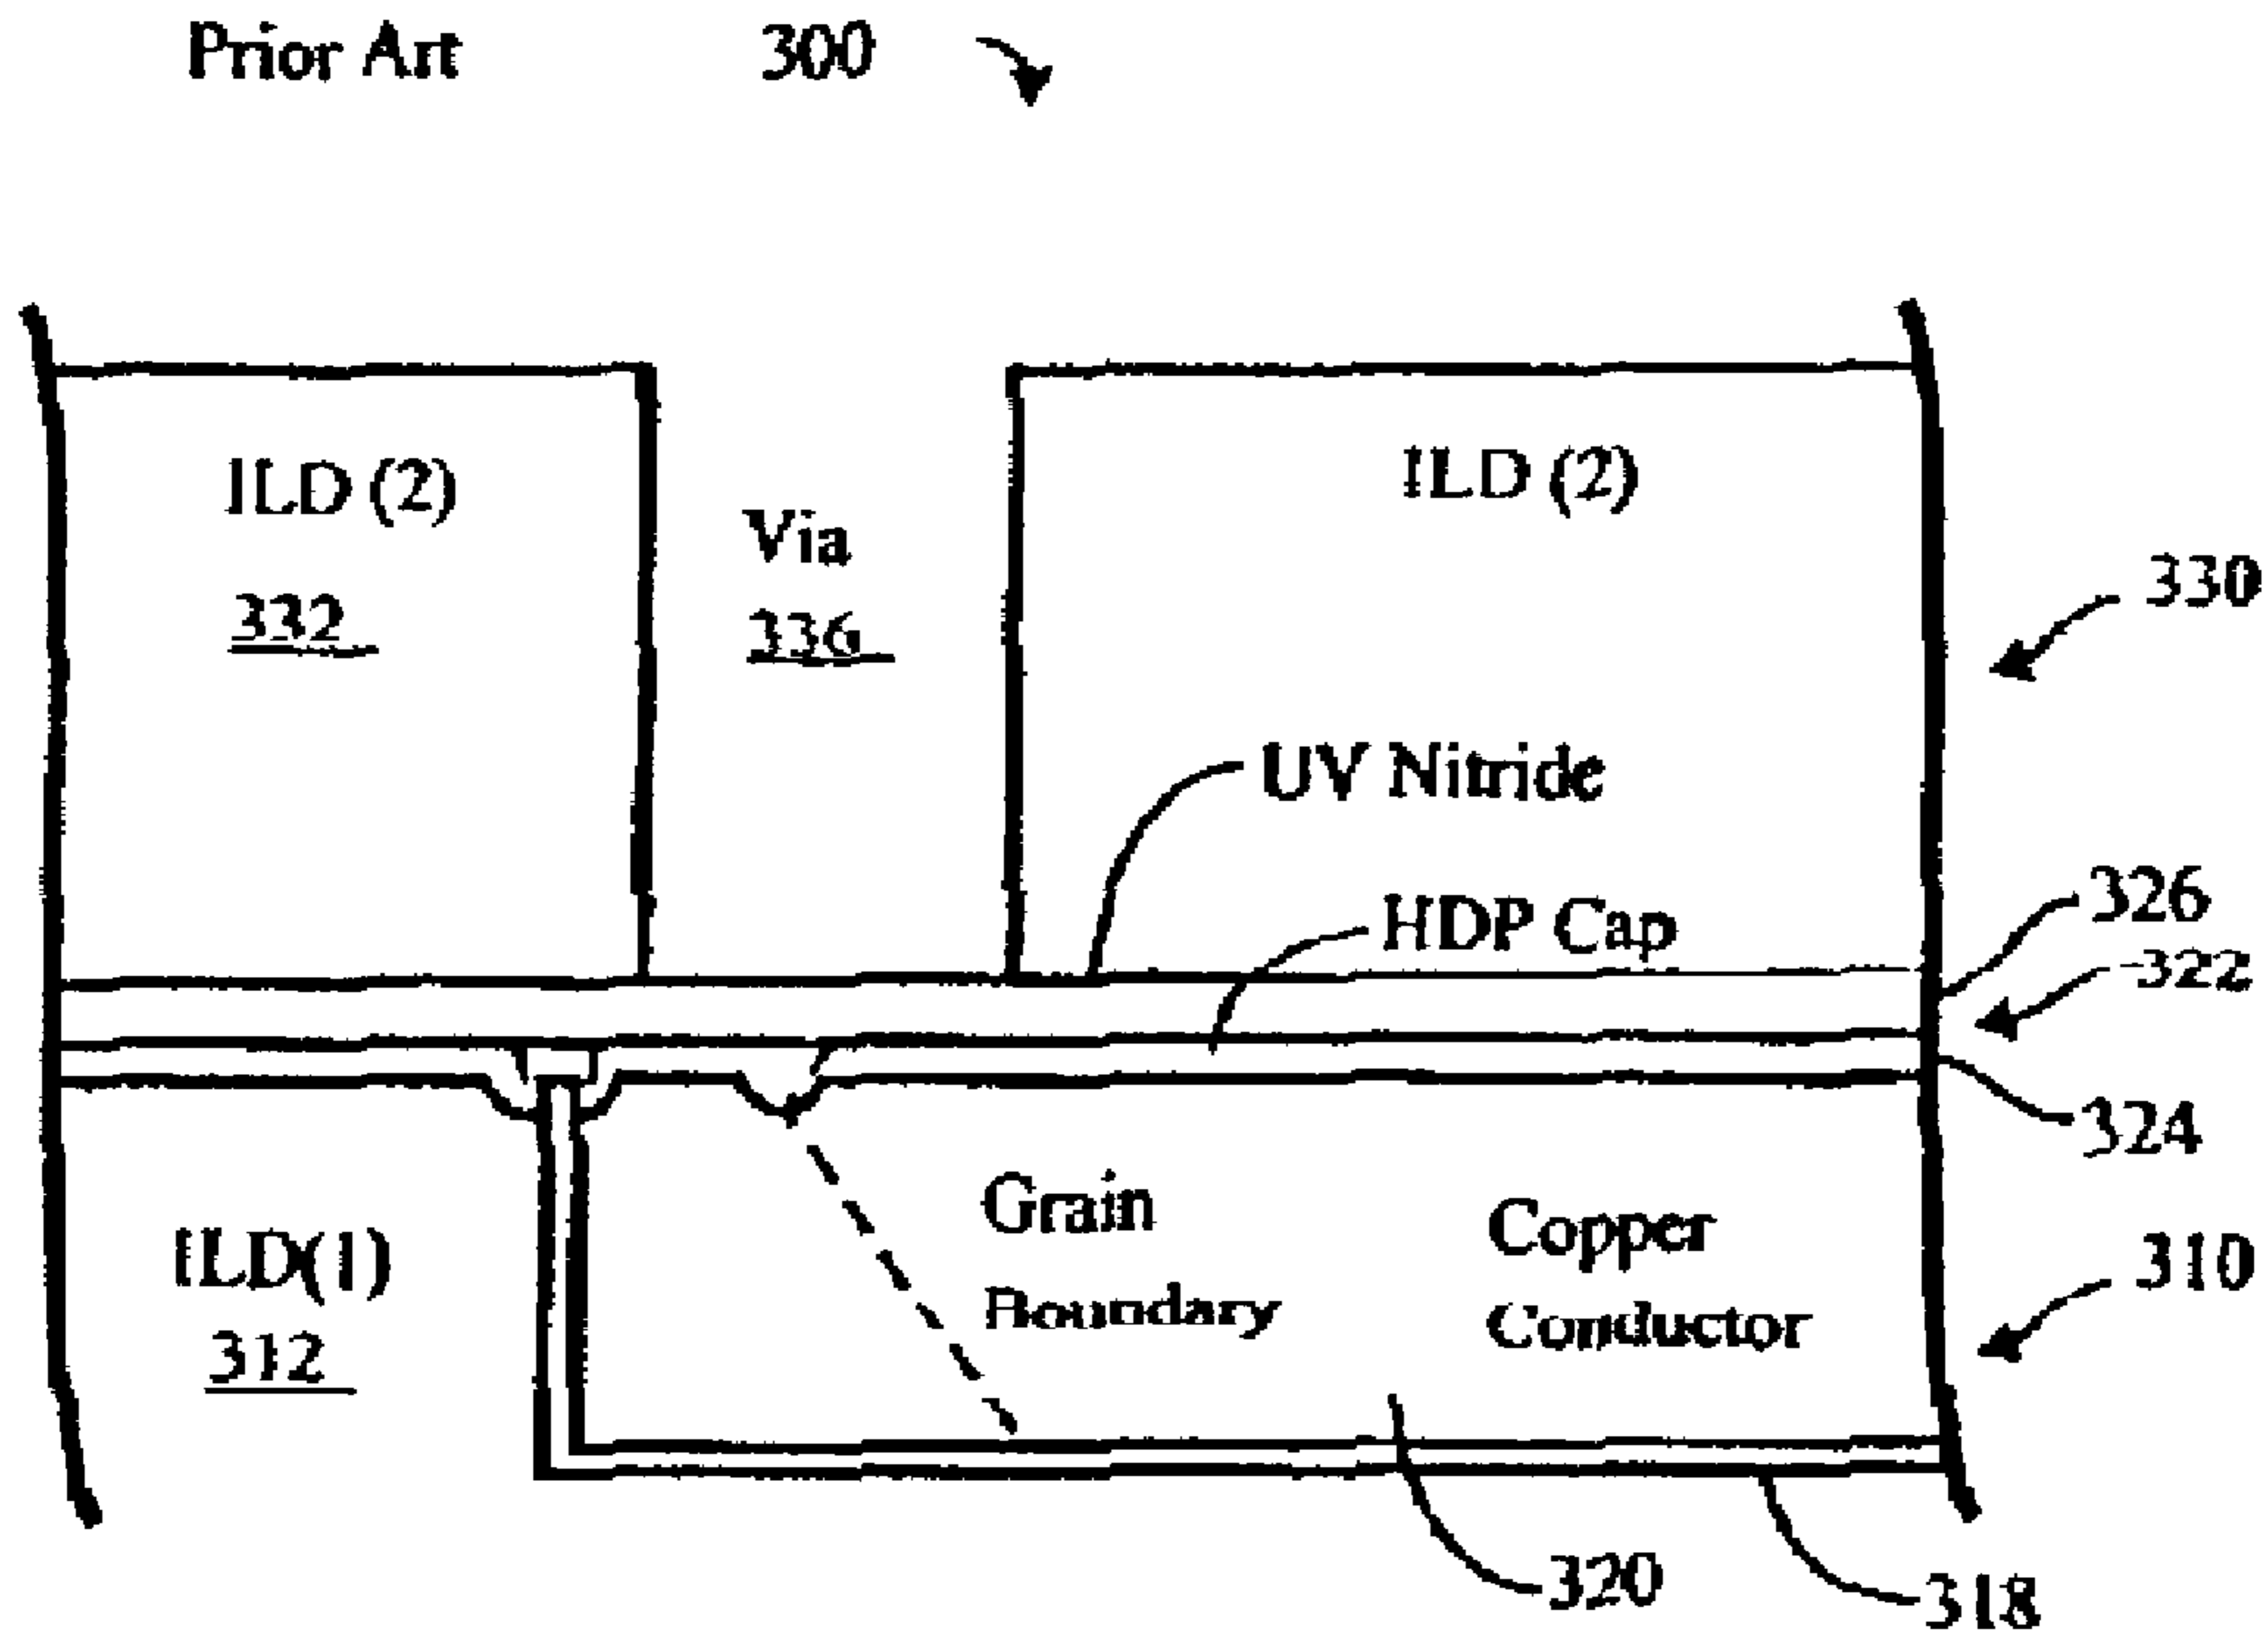 Prior Art
300
ILD (2)
332
Via
336
ILD (2)
330
UV Nitride
HDP Cap
326
322
324
ILD(1)
312
Grain
Boundary
Copper
Conductor
310
320
318